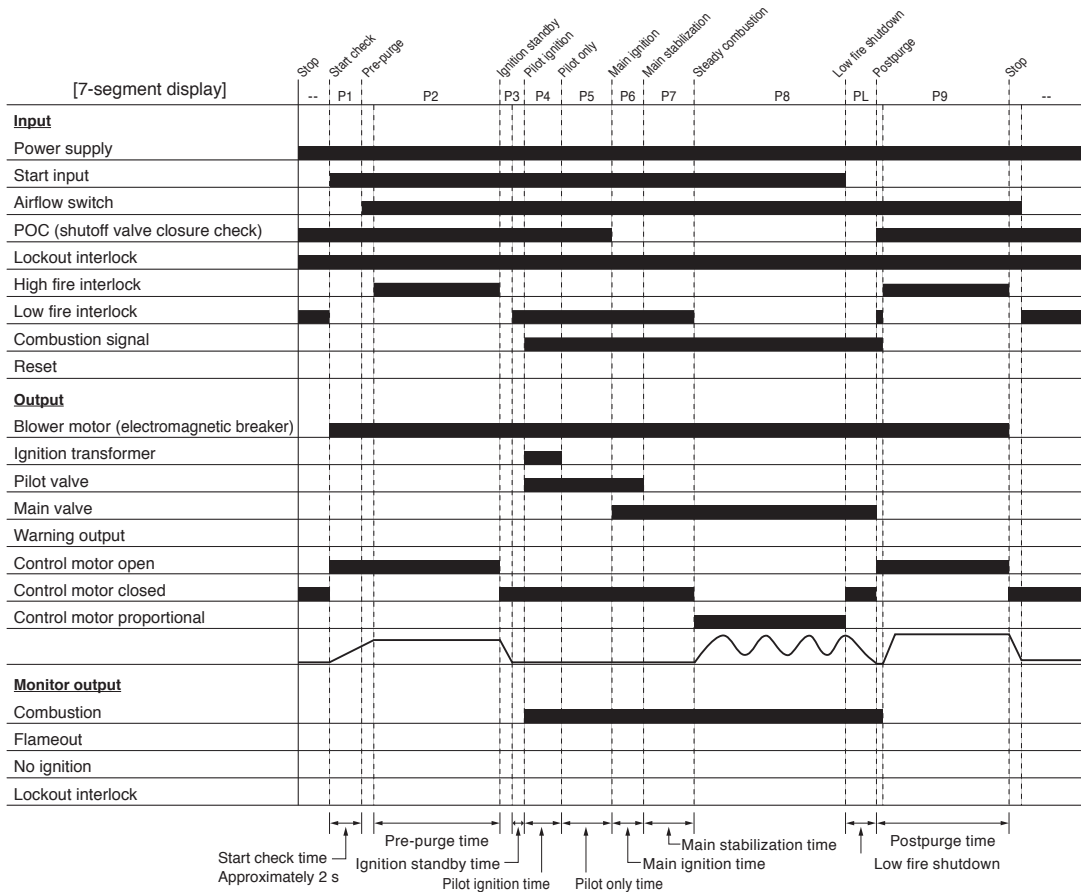 Stop
Start check
Pre-purge
Ignition standby
Pilot ignition
Pilot only
Main ignition
Main stabilization
Steady combustion
Low fire shutdown
Postpurge
Stop
[7-segment display] -- P1 P2 P3 P4 P5 P6 P7 P8 PL P9 --
Input
Power supply
Start input
Airflow switch
POC (shutoff valve closure check)
Lockout interlock
High fire interlock
Low fire interlock
Combustion signal
Reset
Output
Blower motor (electromagnetic breaker)
Ignition transformer
Pilot valve
Main valve
Warning output
Control motor open
Control motor closed
Control motor proportional
Monitor output
Combustion
Flameout
No ignition
Lockout interlock
Start check time
Approximately 2 s
Pre-purge time
Ignition standby time
Pilot ignition time
Pilot only time
Main ignition time
Main stabilization time
Low fire shutdown
Postpurge time